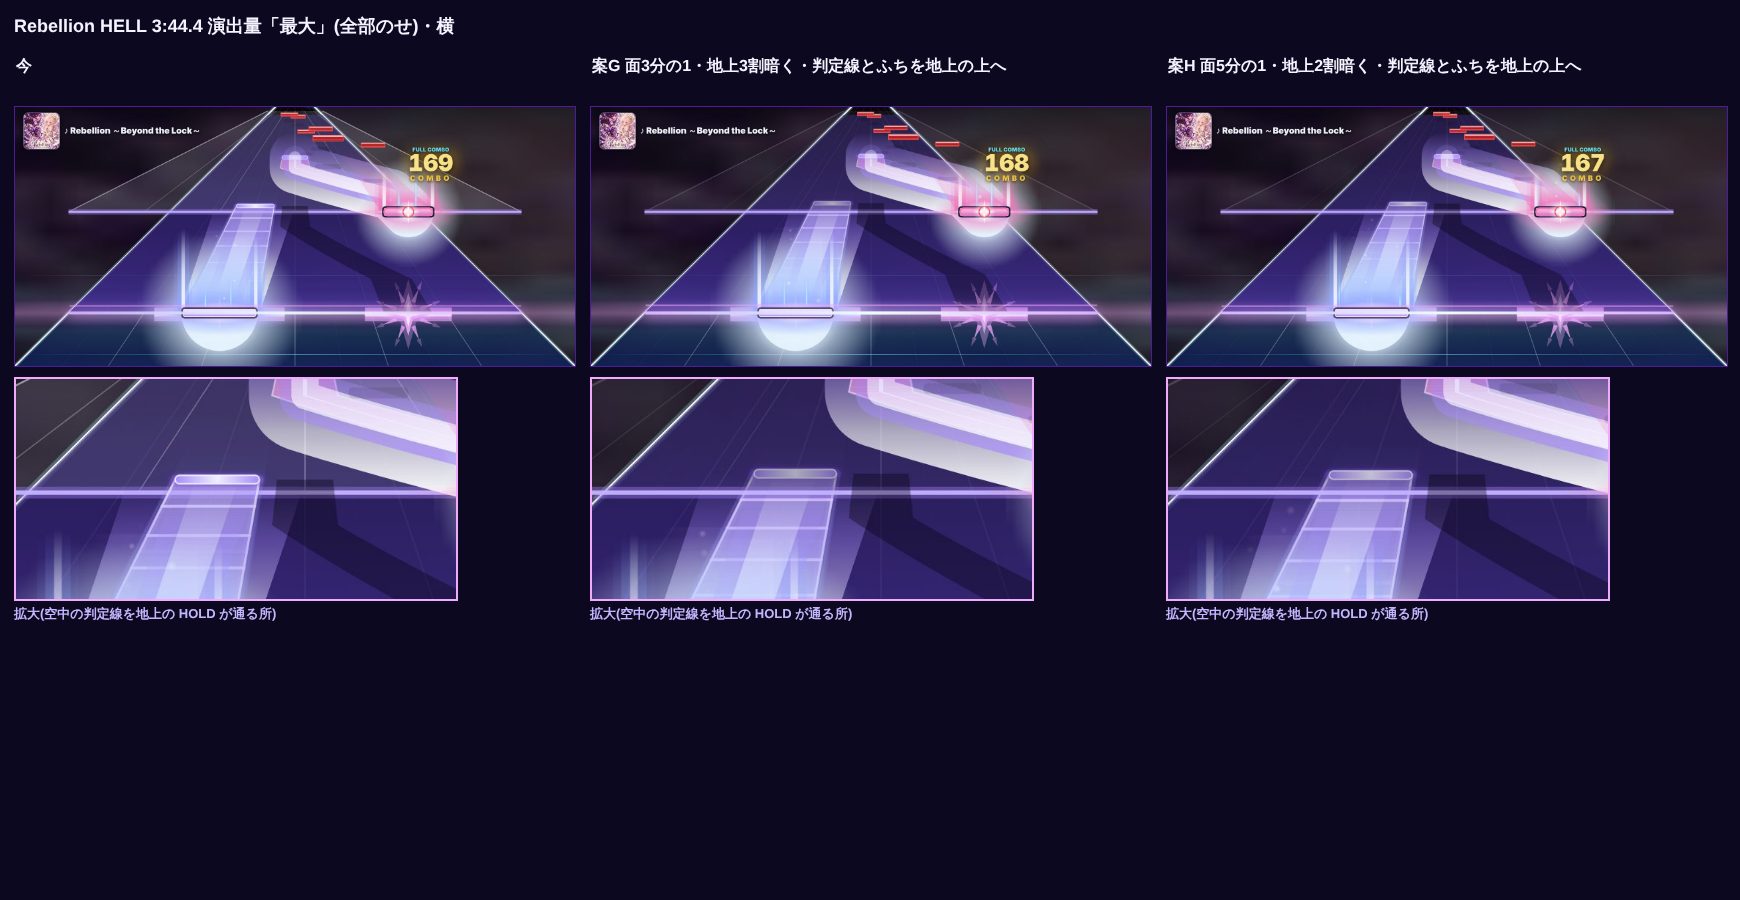 Rebellion HELL 3:44.4 演出量「最大」(全部のせ)・横
今
案G 面3分の1・地上3割暗く・判定線とふちを地上の上へ
案H 面5分の1・地上2割暗く・判定線とふちを地上の上へ
♪ Rebellion ～Beyond the Lock～
FULL COMBO
169
COMBO
♪ Rebellion ～Beyond the Lock～
FULL COMBO
168
COMBO
♪ Rebellion ～Beyond the Lock～
FULL COMBO
167
COMBO
拡大(空中の判定線を地上の HOLD が通る所)
拡大(空中の判定線を地上の HOLD が通る所)
拡大(空中の判定線を地上の HOLD が通る所)